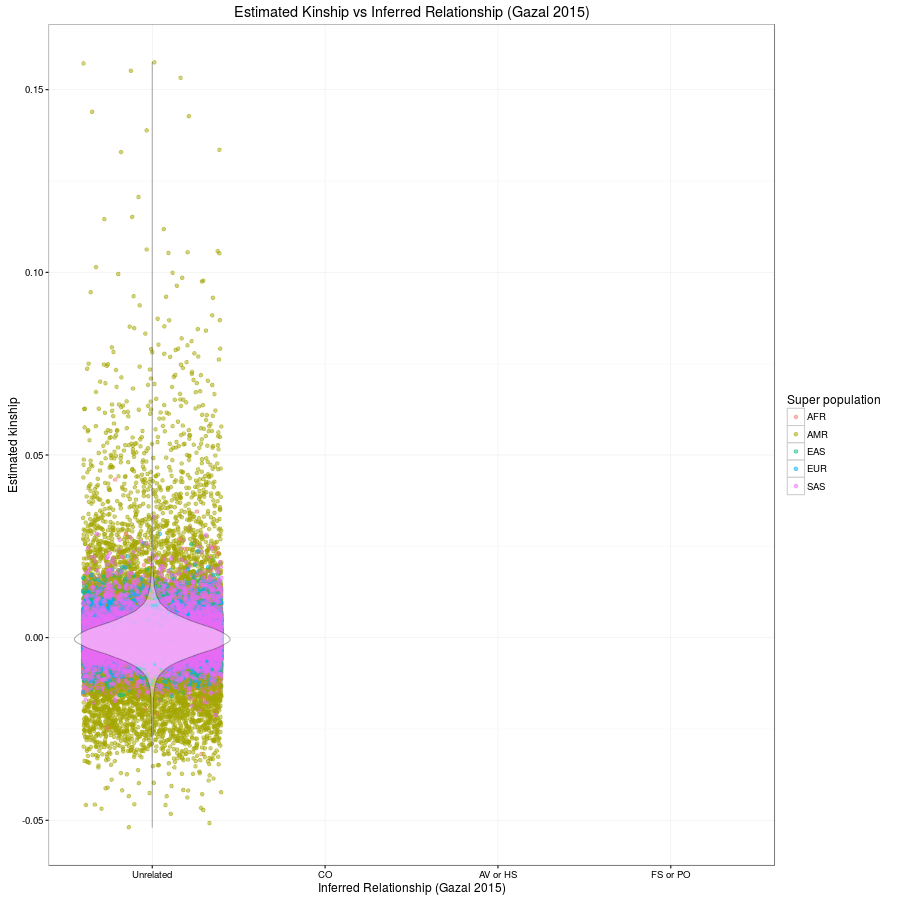 Estimated Kinship vs Inferred Relationship (Gazal 2015)
0.15
0.10
0.05
0.00
-0.05
Estimated kinship
Unrelated
CO
AV or HS
FS or PO
Inferred Relationship (Gazal 2015)
Super population
AFR
AMR
EAS
EUR
SAS